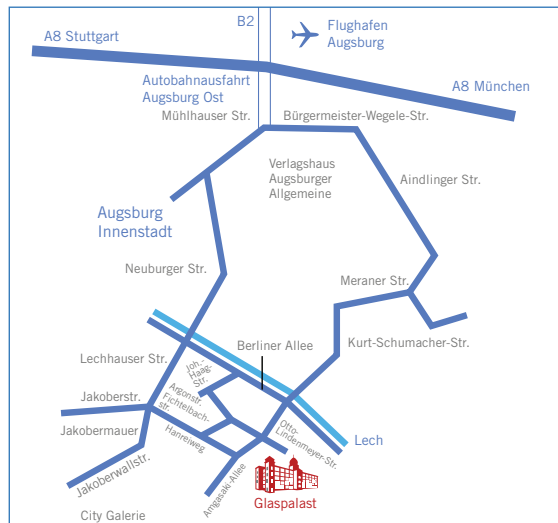 B2
A8 Stuttgart
Flughafen
Augsburg
Autobahnausfahrt
Augsburg Ost
A8 München
Mühlhauser Str.
Bürgermeister-Wegele-Str.
Verlagshaus
Augsburger
Allgemeine
Aindlinger Str.
Augsburg
Innenstadt
Neuburger Str.
Meraner Str.
Berliner Allee
Kurt-Schumacher-Str.
Lechhauser Str.
Joh.-
Haag-
Str.
Argonstr.
Fichtelbach-
str.
Jakoberstr.
Jakobermauer
Hanreiweg
Otto-
Lindenmeyer-Str.
Lech
Jakoberwallstr.
Amgasaki-Allee
Glaspalast
City Galerie